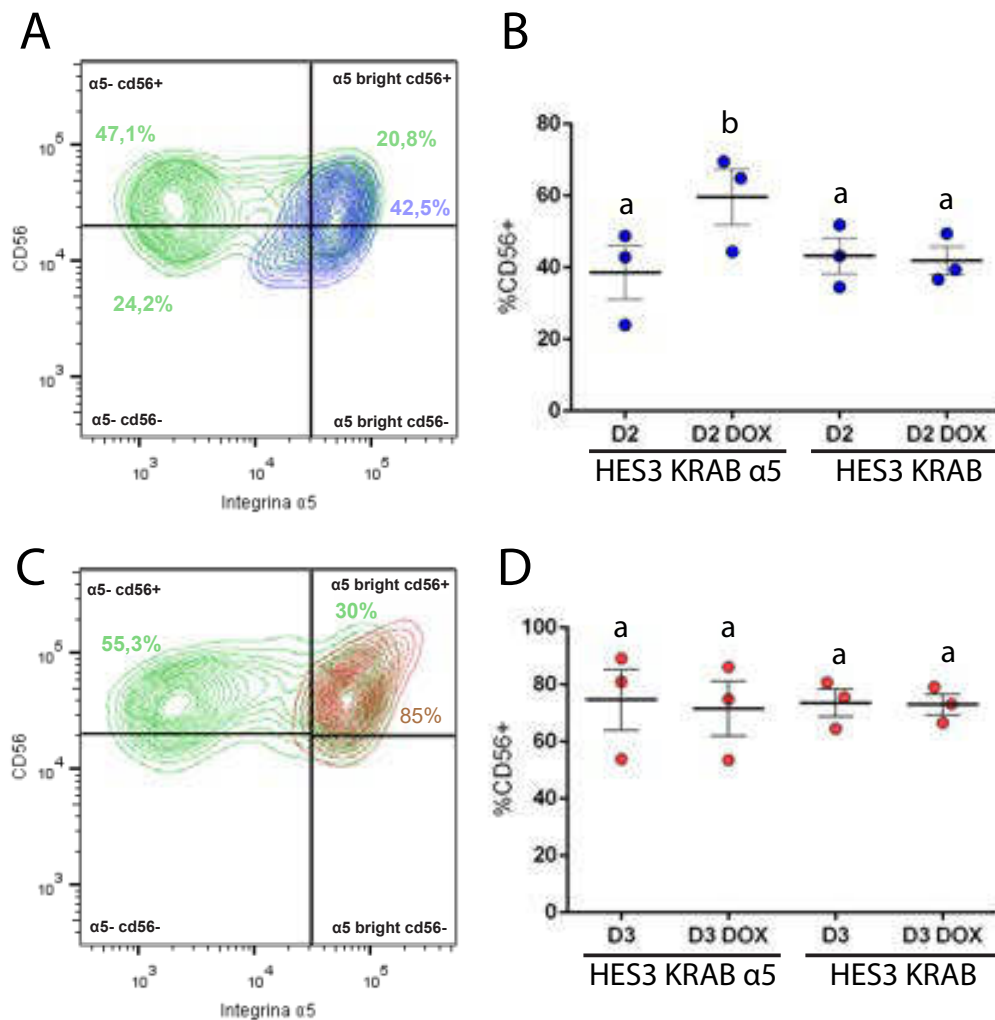 A
α5- cd56+
α5 bright cd56+
47,1%
20,8%
42,5%
24,2%
α5- cd56-
α5 bright cd56-
CD56
10^5
10^4
10^3
10^3
10^4
10^5
Integrina α5
B
%CD56+
80
60
40
20
0
a
b
a
a
D2
D2 DOX
D2
D2 DOX
HES3 KRAB α5
HES3 KRAB
C
α5- cd56+
α5 bright cd56+
55,3%
30%
85%
α5- cd56-
α5 bright cd56-
CD56
10^5
10^4
10^3
10^3
10^4
10^5
Integrina α5
D
%CD56+
100
80
60
40
20
0
a
a
a
a
D3
D3 DOX
D3
D3 DOX
HES3 KRAB α5
HES3 KRAB